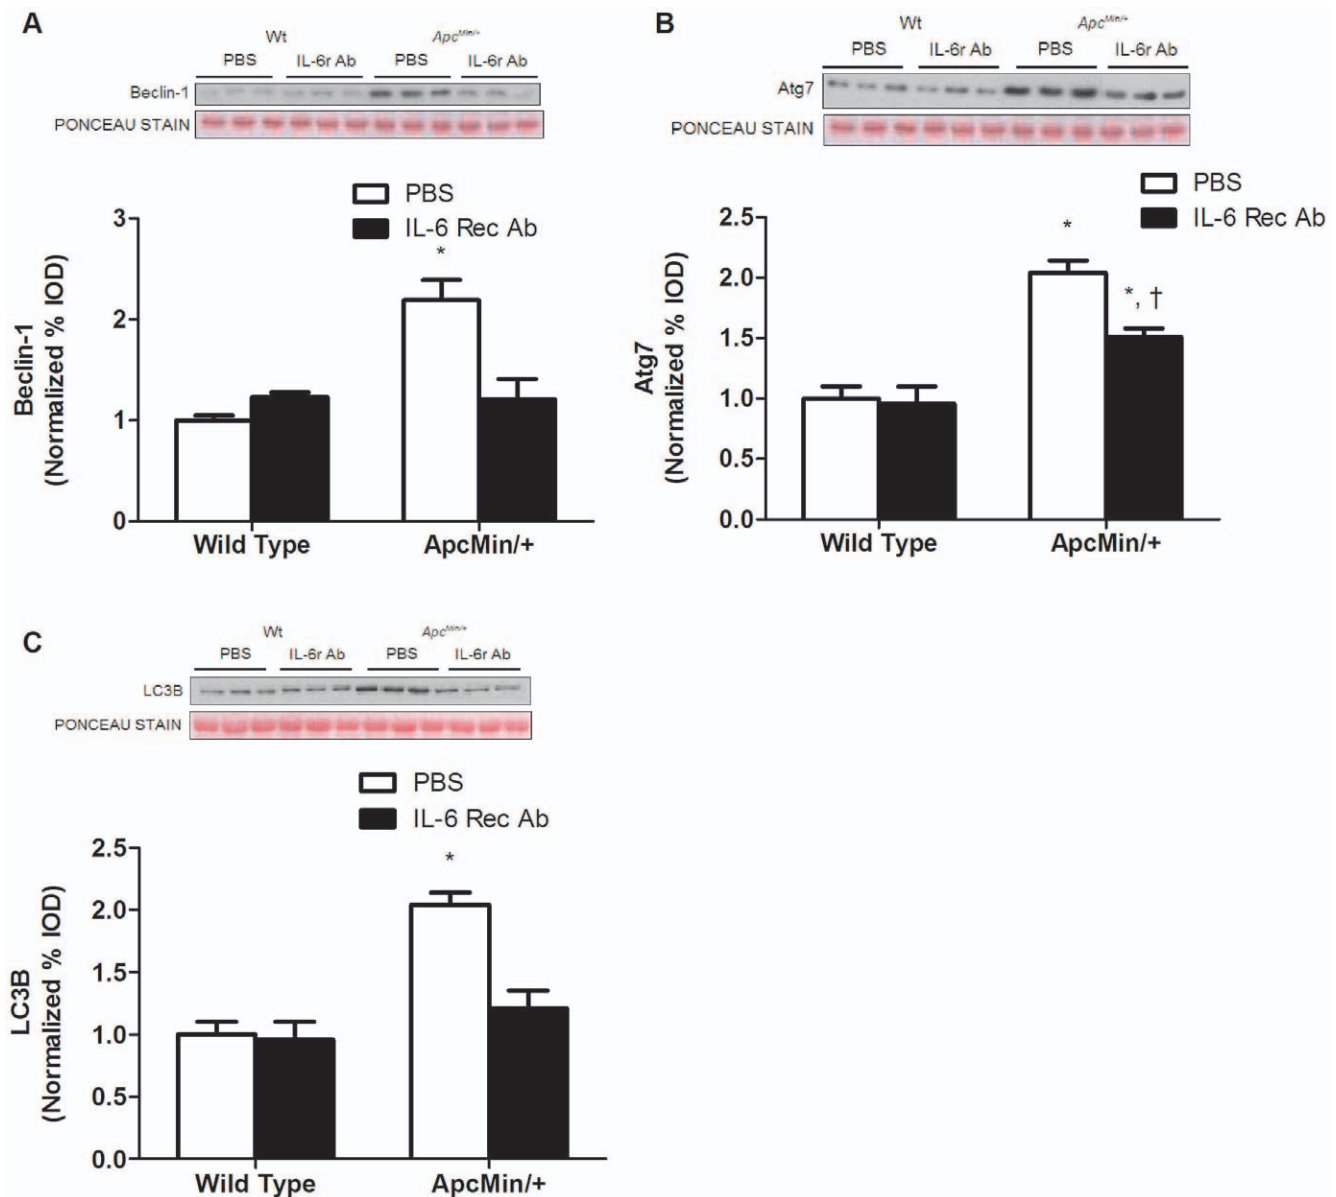 A
Wt
Apc^Min/+
PBS
IL-6r Ab
PBS
IL-6r Ab
Beclin-1
PONCEAU STAIN
PBS
IL-6 Rec Ab
Beclin-1
(Normalized % IOD)
3
2
1
0
*
Wild Type
ApcMin/+
B
Wt
Apc^Min/+
PBS
IL-6r Ab
PBS
IL-6r Ab
Atg7
PONCEAU STAIN
PBS
IL-6 Rec Ab
Atg7
(Normalized % IOD)
2.5
2.0
1.5
1.0
0.5
0.0
*
*, †
Wild Type
ApcMin/+
C
Wt
Apc^Min/+
PBS
IL-6r Ab
PBS
IL-6r Ab
LC3B
PONCEAU STAIN
PBS
IL-6 Rec Ab
LC3B
(Normalized % IOD)
2.5
2.0
1.5
1.0
0.5
0.0
*
Wild Type
ApcMin/+